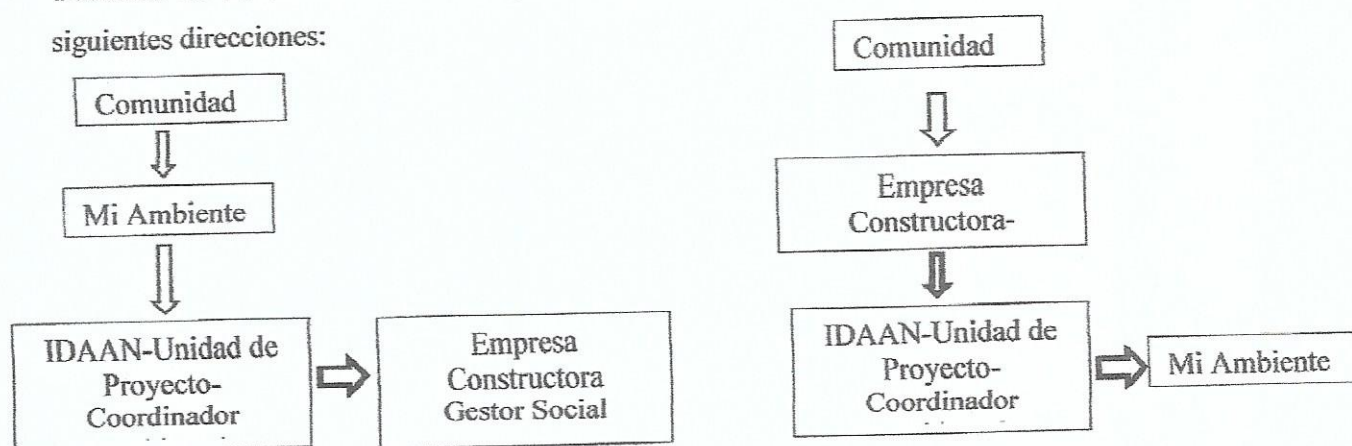 siguientes direcciones:
Comunidad
Mi Ambiente
IDAAN-Unidad de
Proyecto-
Coordinador
Empresa
Constructora
Gestor Social
Comunidad
Empresa
Constructora-
IDAAN-Unidad de
Proyecto-
Coordinador
Mi Ambiente